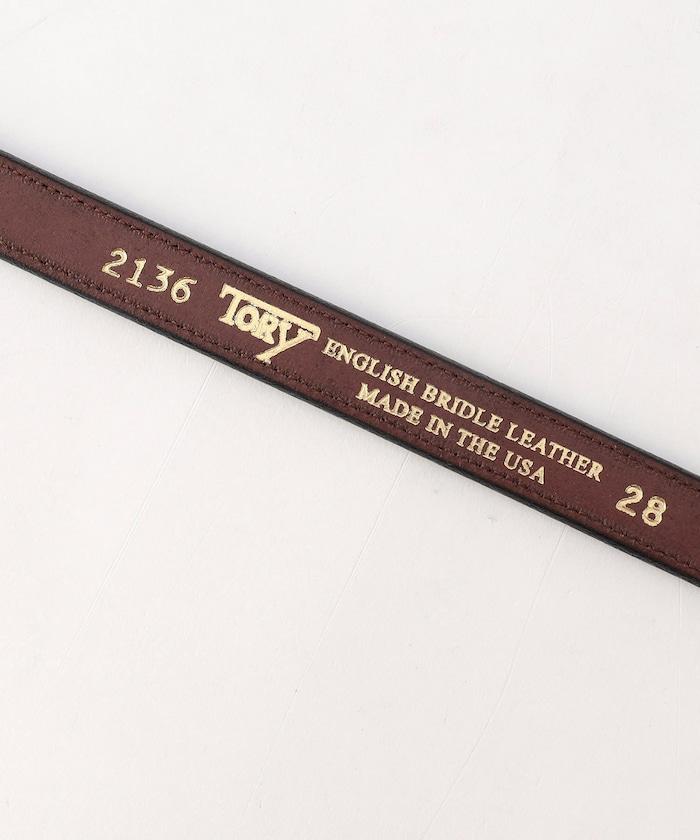 2136
TORY
ENGLISH BRIDLE LEATHER
MADE IN THE USA
28